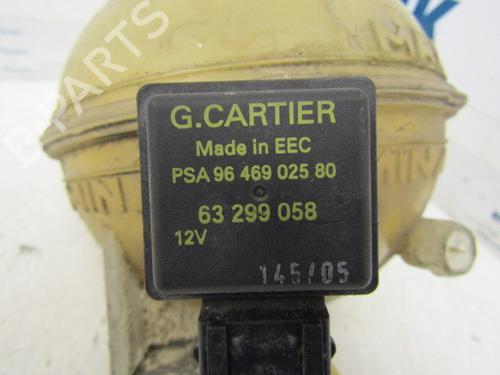 G.CARTIER
Made in EEC
PSA 96 469 025 80
63 299 058
12V
145/05